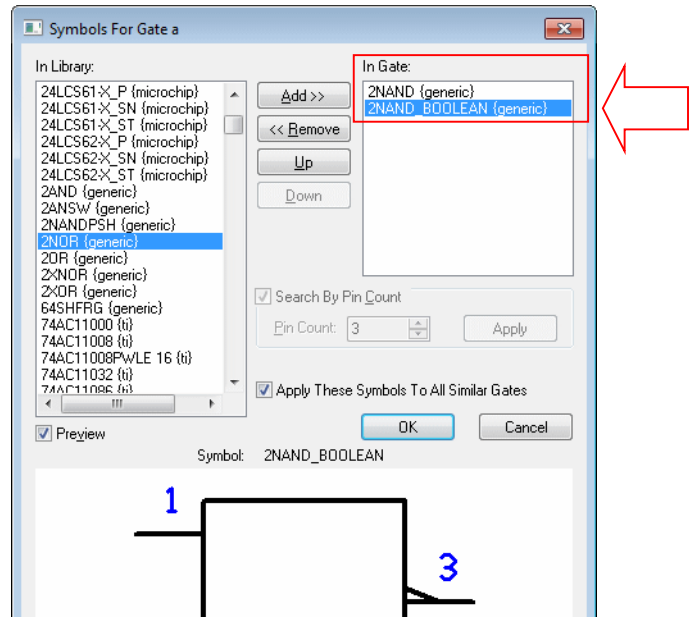 Symbols For Gate a
In Library:
24LCS61-X_P {microchip}
24LCS61-X_SN {microchip}
24LCS61-X_ST {microchip}
24LCS62-X_P {microchip}
24LCS62-X_SN {microchip}
24LCS62-X_ST {microchip}
2AND {generic}
2ANSW {generic}
2NANDPSH {generic}
2NOR {generic}
2OR {generic}
2XNOR {generic}
2XOR {generic}
64SHFRG {generic}
74AC11000 {ti}
74AC11008 {ti}
74AC11008PWLE 16 {ti}
74AC11032 {ti}
74AC11086 {ti}
Add >>
<< Remove
Up
Down
In Gate:
2NAND {generic}
2NAND_BOOLEAN {generic}
Search By Pin Count
Pin Count: 3
Apply
Apply These Symbols To All Similar Gates
OK
Cancel
Preview
Symbol: 2NAND_BOOLEAN
1
3